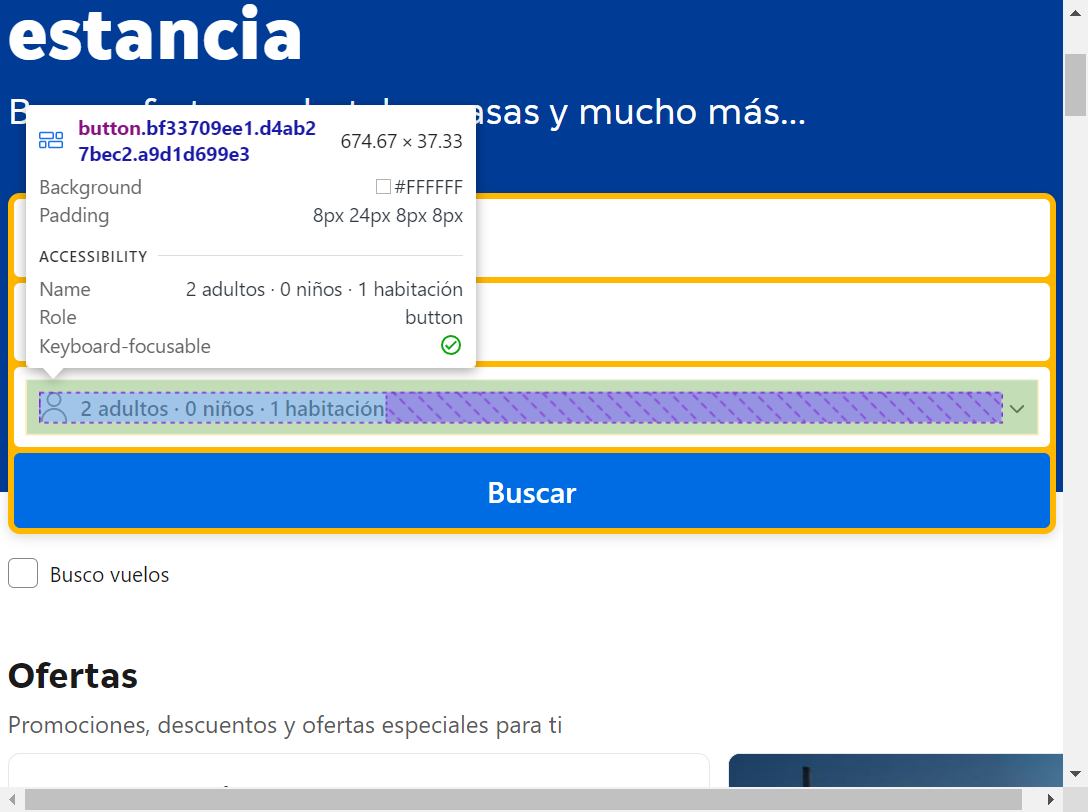 estancia
asas y mucho más...
button.bf33709ee1.d4ab2
7bec2.a9d1d699e3
674.67 × 37.33
Background #FFFFFF
Padding 8px 24px 8px 8px
ACCESSIBILITY
Name 2 adultos · 0 niños · 1 habitación
Role button
Keyboard-focusable
2 adultos · 0 niños · 1 habitación
Buscar
Busco vuelos
Ofertas
Promociones, descuentos y ofertas especiales para ti